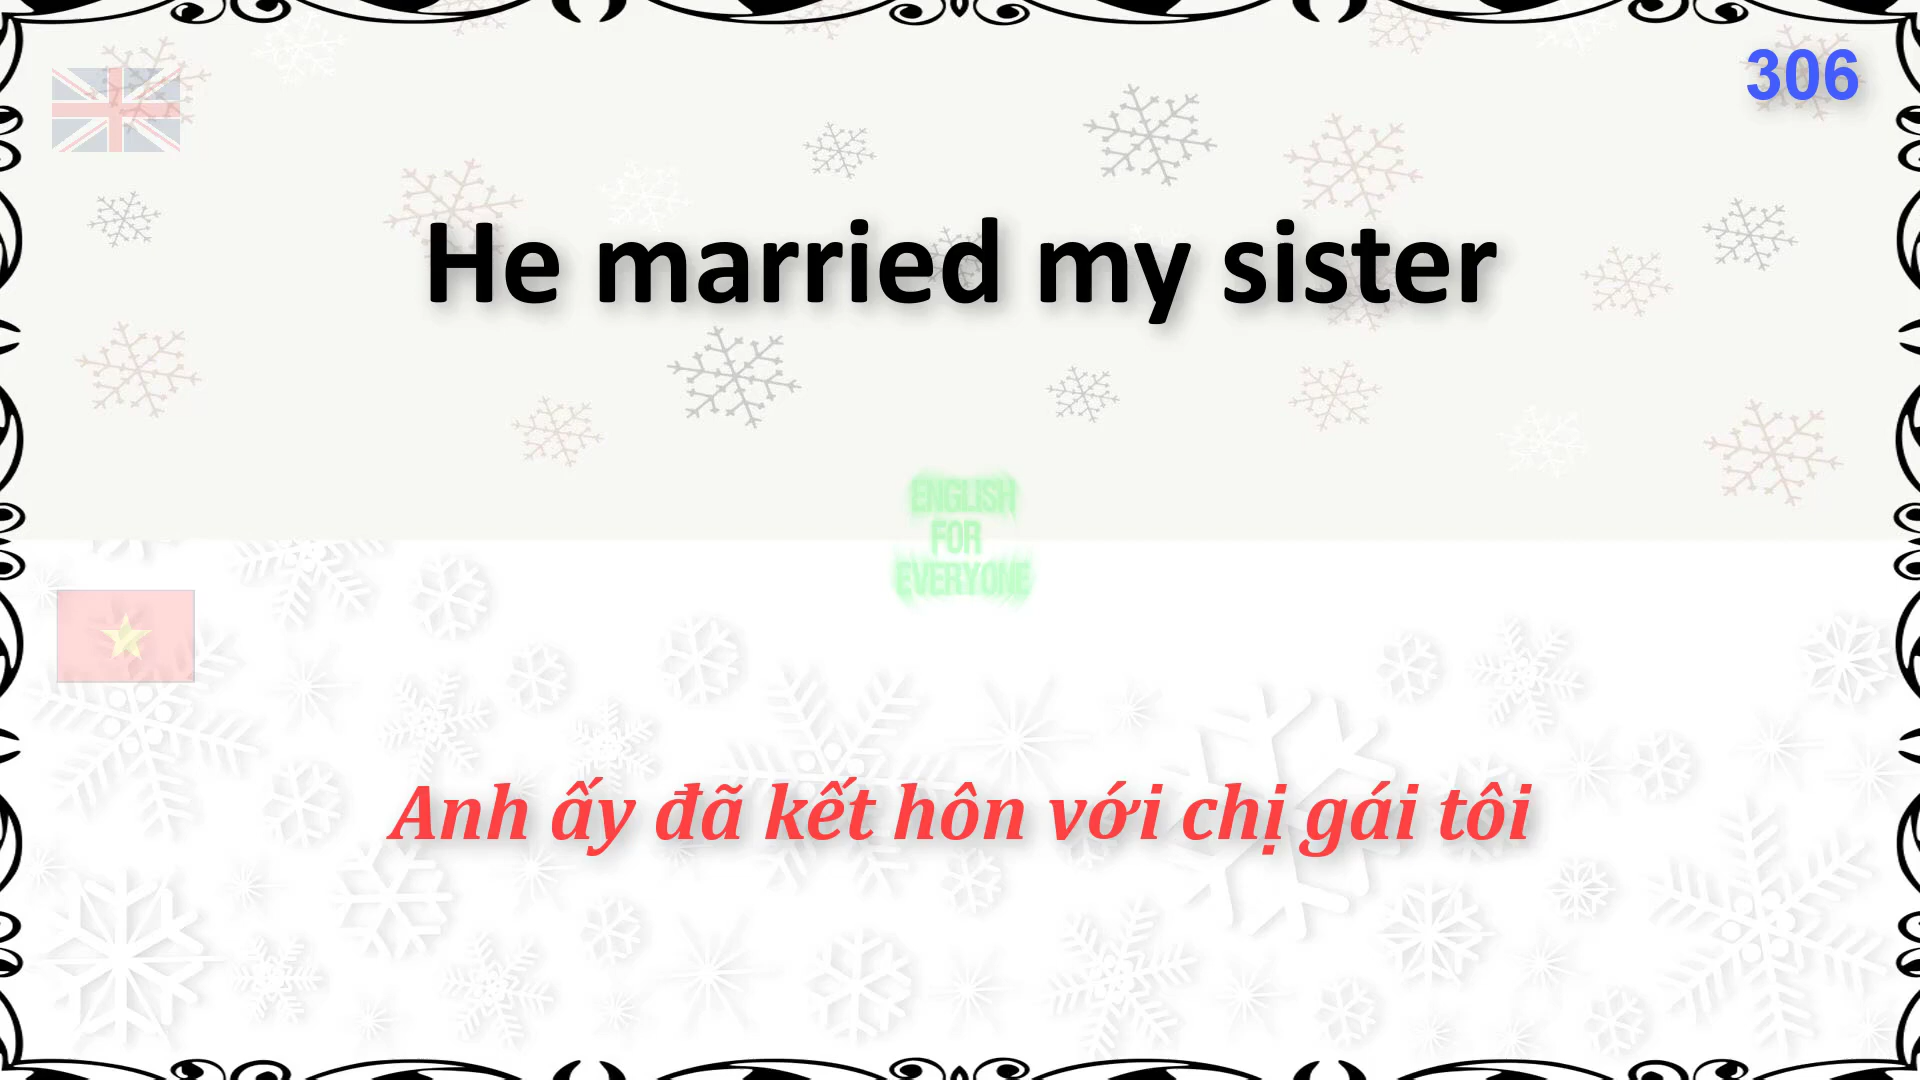 306
He married my sister
ENGLISH
FOR
EVERYONE
Anh ấy đã kết hôn với chị gái tôi